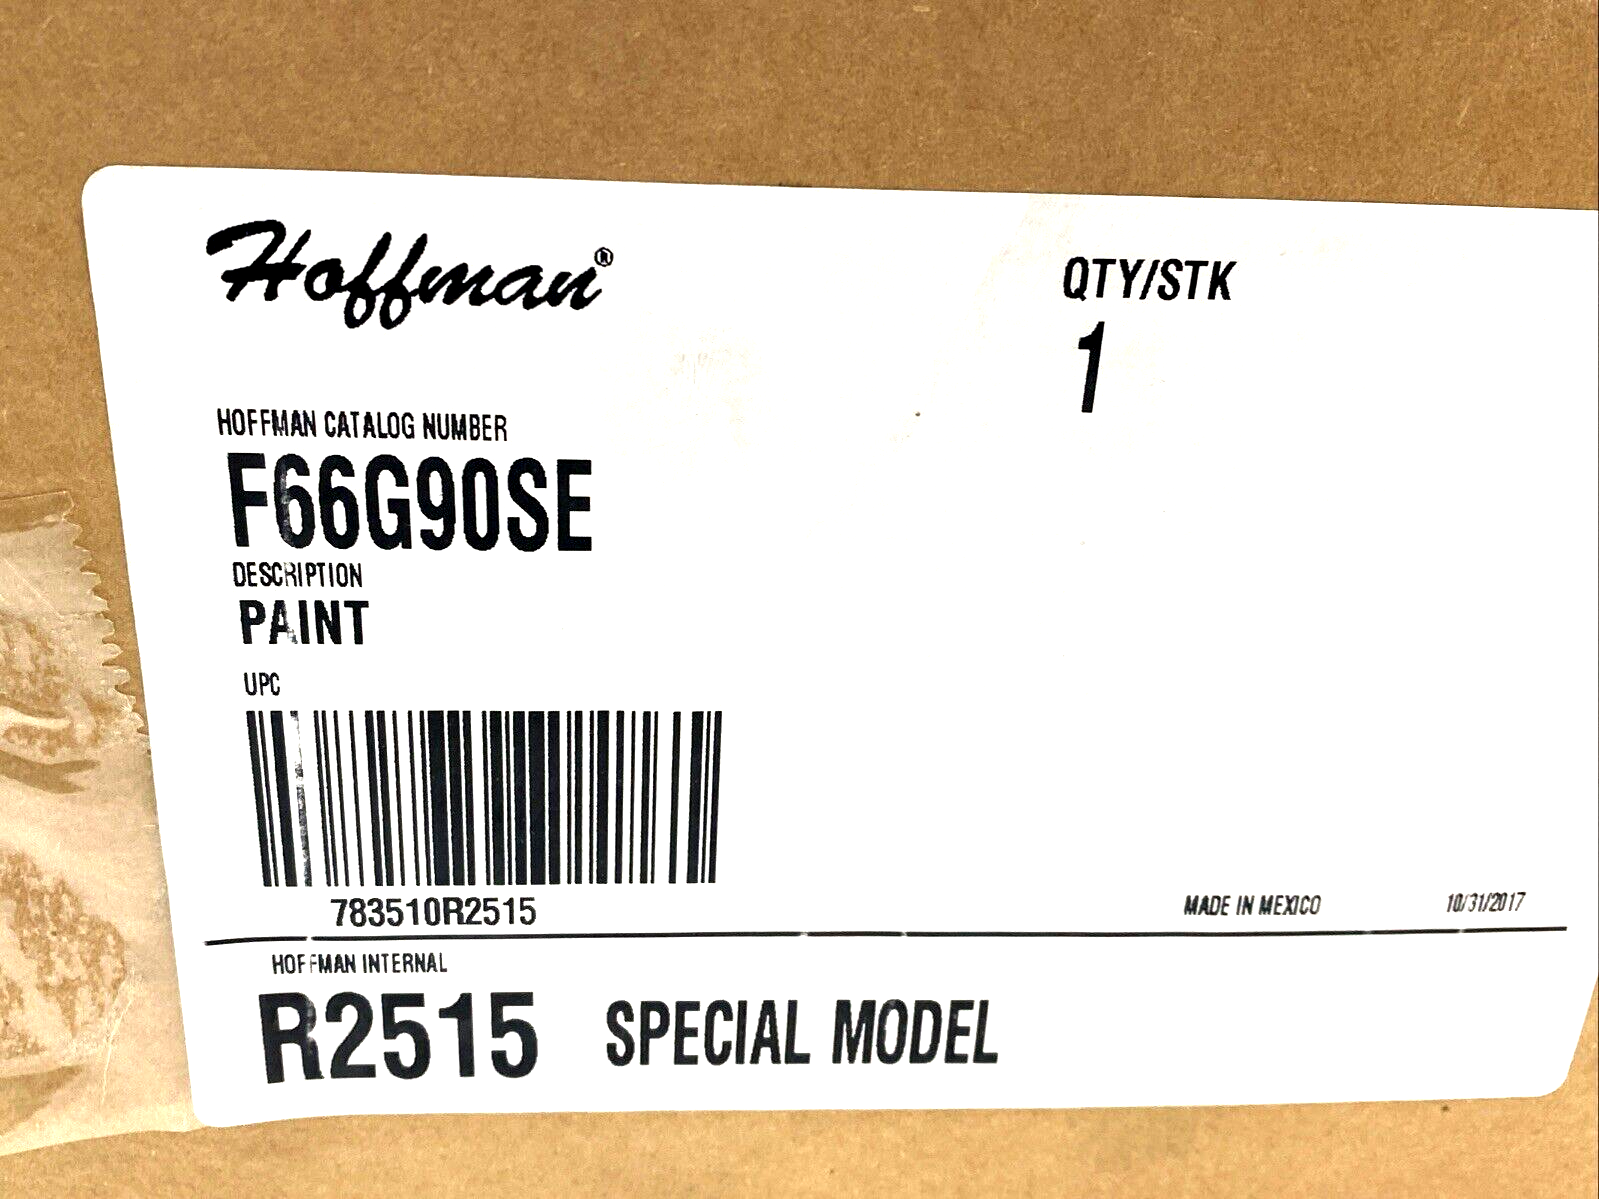 Hoffman®
QTY/STK
1
HOFFMAN CATALOG NUMBER
F66G90SE
DESCRIPTION
PAINT
UPC
783510R2515
MADE IN MEXICO 10/31/2017
HOFFMAN INTERNAL
R2515 SPECIAL MODEL